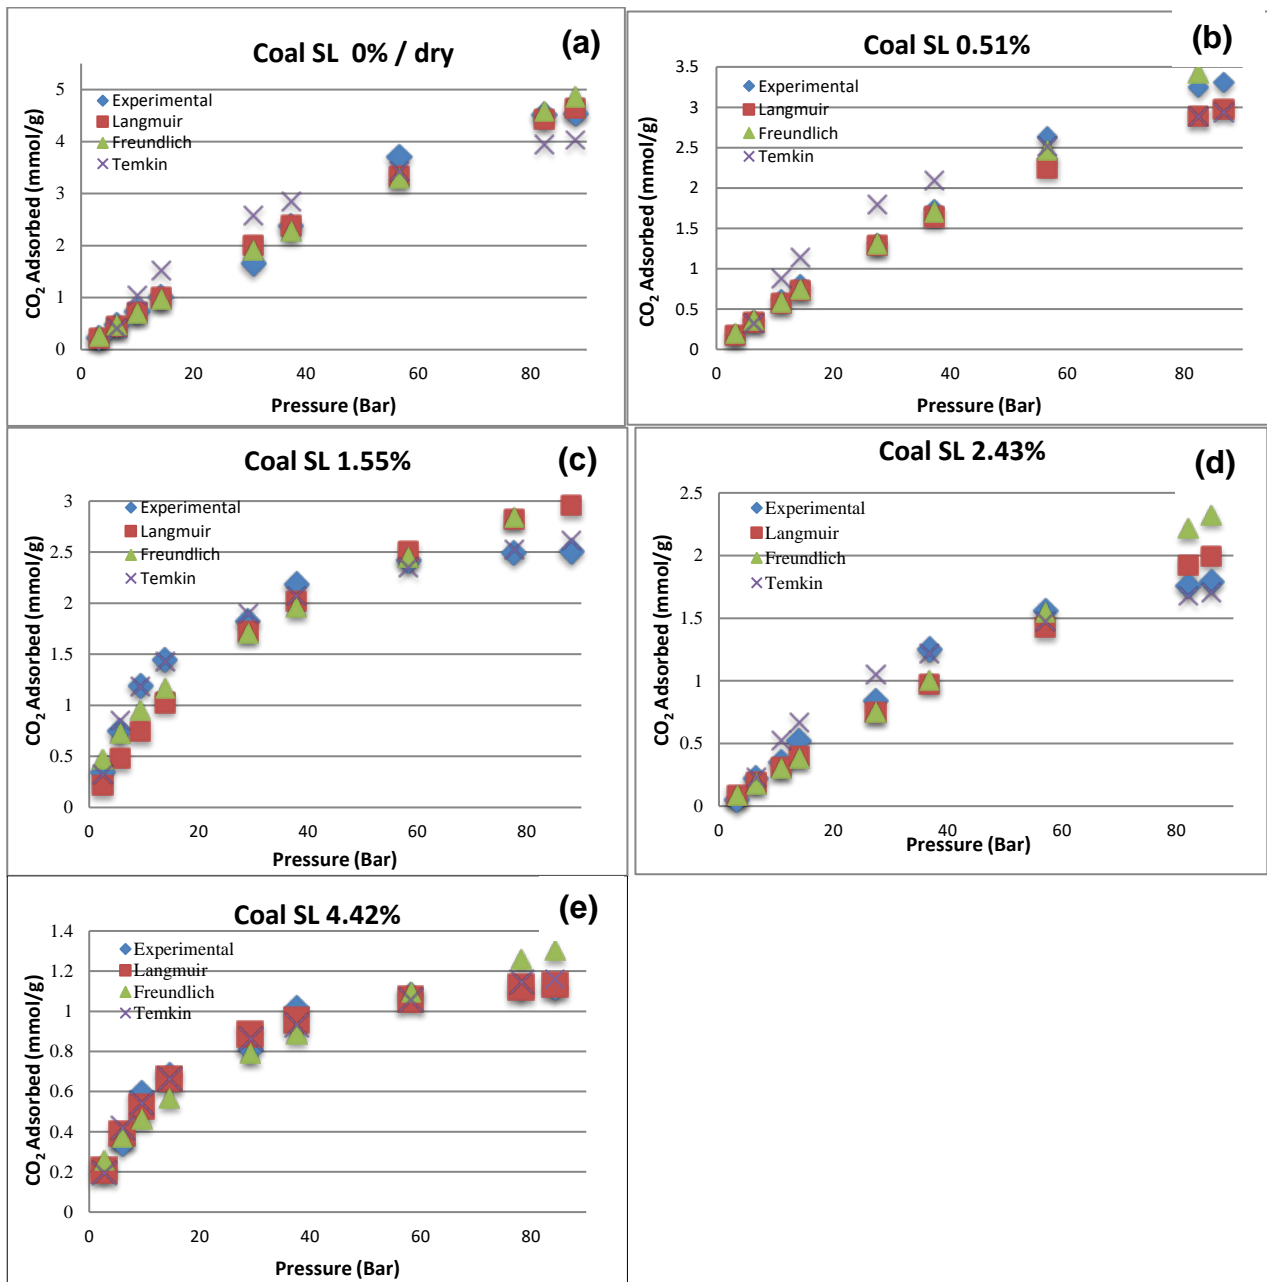 Coal SL 0% / dry
(a)
CO2 Adsorbed (mmol/g)
5
4
3
2
1
0
Experimental
Langmuir
Freundlich
Temkin
0 20 40 60 80
Pressure (Bar)
Coal SL 0.51%
(b)
CO2 Adsorbed (mmol/g)
3.5
3
2.5
2
1.5
1
0.5
0
Experimental
Langmuir
Freundlich
Temkin
0 20 40 60 80
Pressure (Bar)
Coal SL 1.55%
(c)
CO2 Adsorbed (mmol/g)
3
2.5
2
1.5
1
0.5
0
Experimental
Langmuir
Freundlich
Temkin
0 20 40 60 80
Pressure (Bar)
Coal SL 2.43%
(d)
CO2 Adsorbed (mmol/g)
2.5
2
1.5
1
0.5
0
Experimental
Langmuir
Freundlich
Temkin
0 20 40 60 80
Pressure (Bar)
Coal SL 4.42%
(e)
CO2 Adsorbed (mmol/g)
1.4
1.2
1
0.8
0.6
0.4
0.2
0
Experimental
Langmuir
Freundlich
Temkin
0 20 40 60 80
Pressure (Bar)